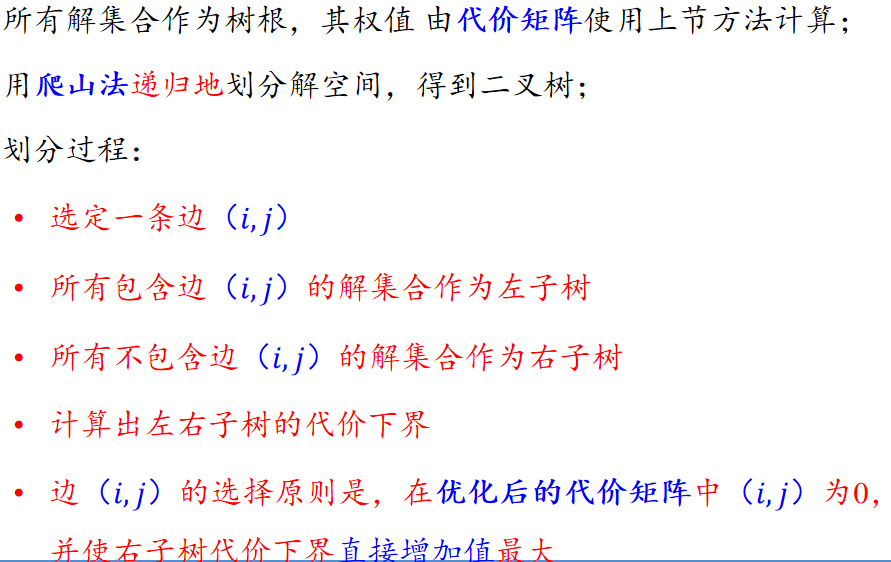 所有解集合作为树根，其权值 由代价矩阵使用上节方法计算；
用爬山法递归地划分解空间，得到二叉树；
划分过程：
• 选定一条边（i,j）
• 所有包含边（i,j）的解集合作为左子树
• 所有不包含边（i,j）的解集合作为右子树
• 计算出左右子树的代价下界
• 边（i,j）的选择原则是，在优化后的代价矩阵中（i,j）为0，
并使右子树代价下界直接增加值最大